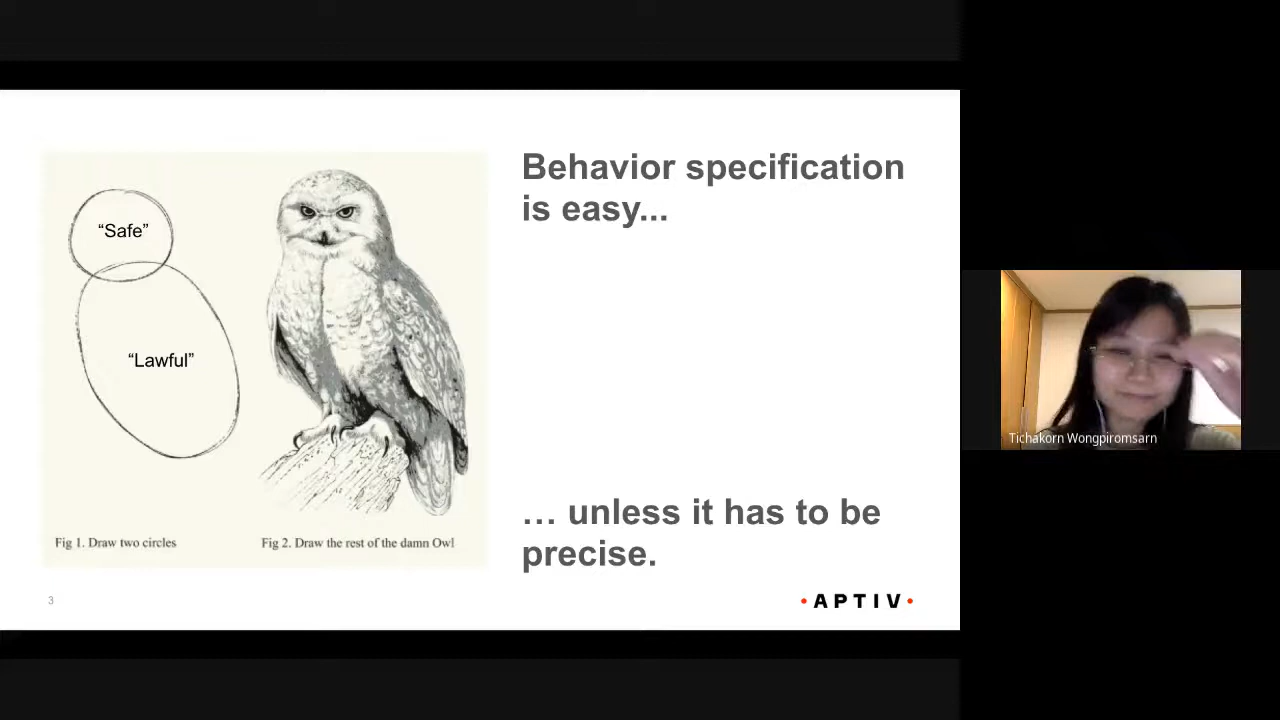 Behavior specification
is easy...
“Safe”
“Lawful”
… unless it has to be
precise.
Fig 1. Draw two circles
Fig 2. Draw the rest of the damn Owl
3
APTIV
Tichakorn Wongpiromsarn